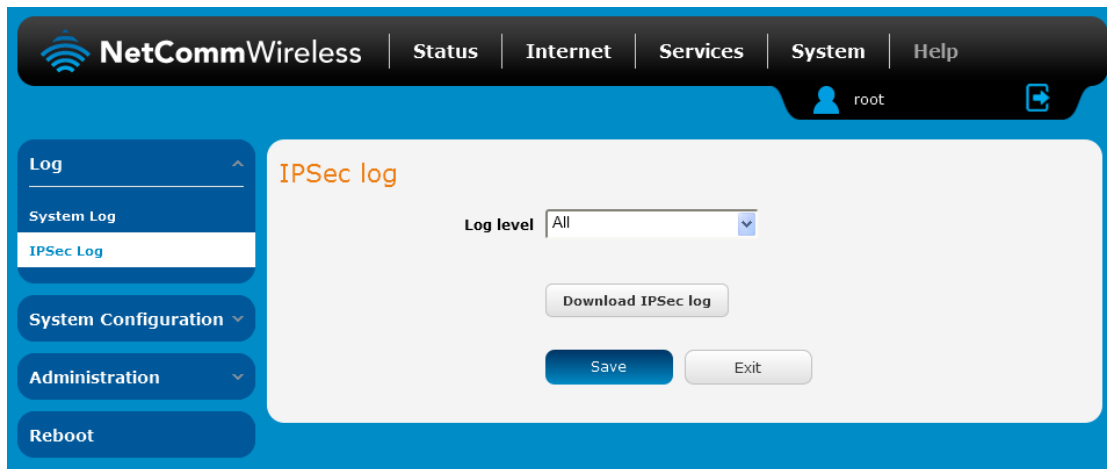 NetCommWireless Status Internet Services System Help
root
Log
System Log
IPSec Log
System Configuration
Administration
Reboot
IPSec log
Log level All
Download IPSec log
Save Exit